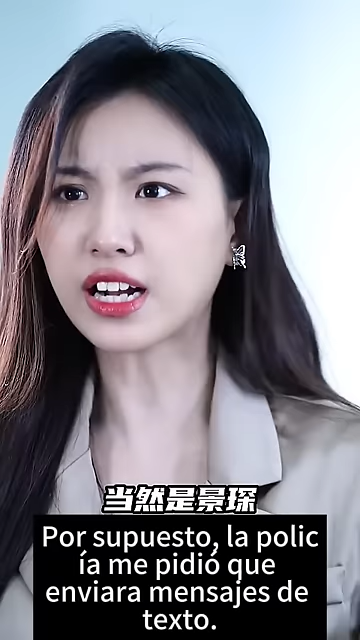 当然是景琛
Por supuesto, la polic
ía me pidió que
enviara mensajes de
texto.